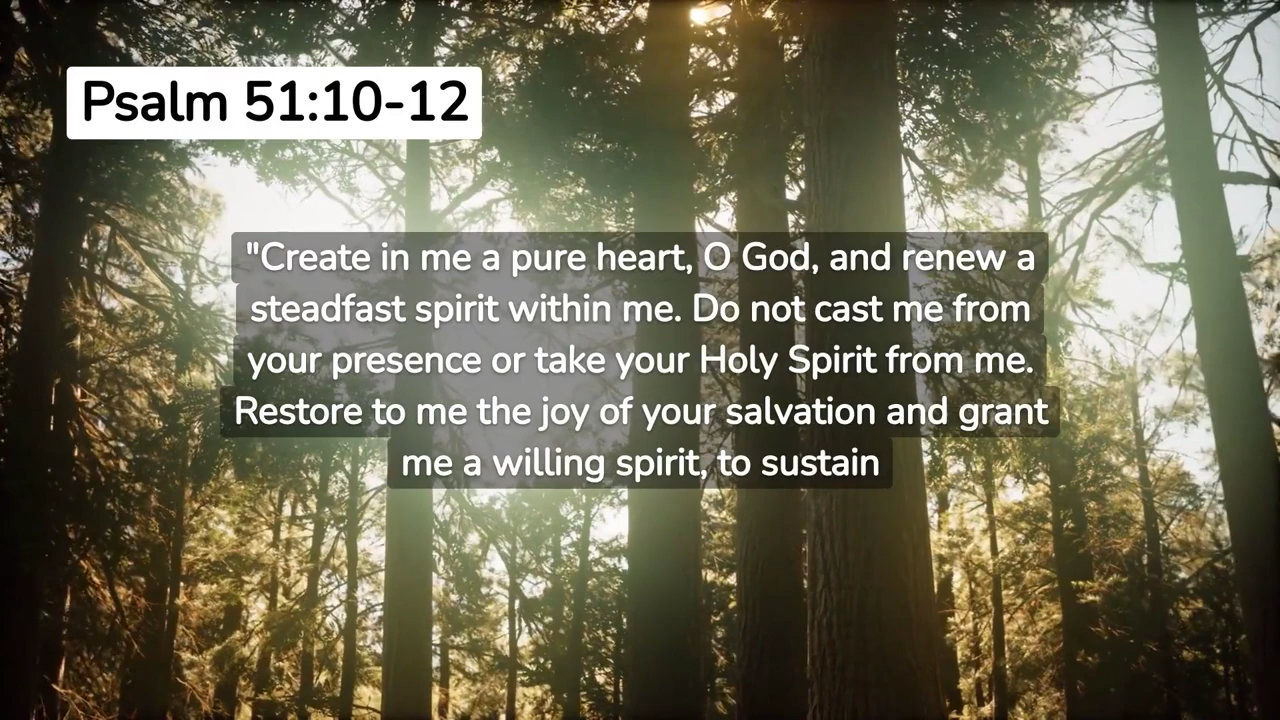 Psalm 51:10-12
"Create in me a pure heart, O God, and renew a
steadfast spirit within me. Do not cast me from
your presence or take your Holy Spirit from me.
Restore to me the joy of your salvation and grant
me a willing spirit, to sustain